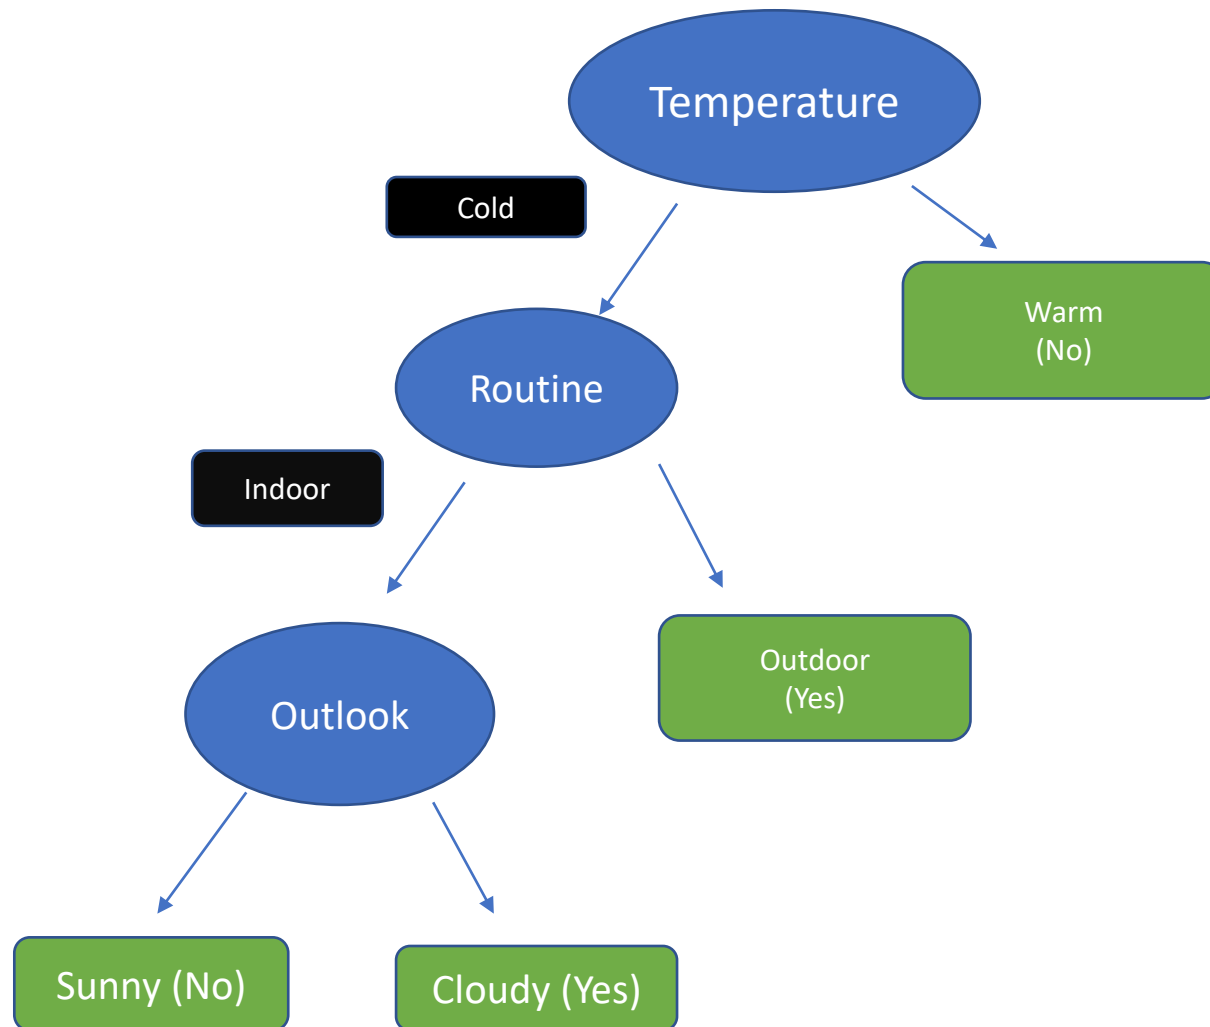 Temperature
Cold
Warm
(No)
Routine
Indoor
Outdoor
(Yes)
Outlook
Sunny (No)
Cloudy (Yes)